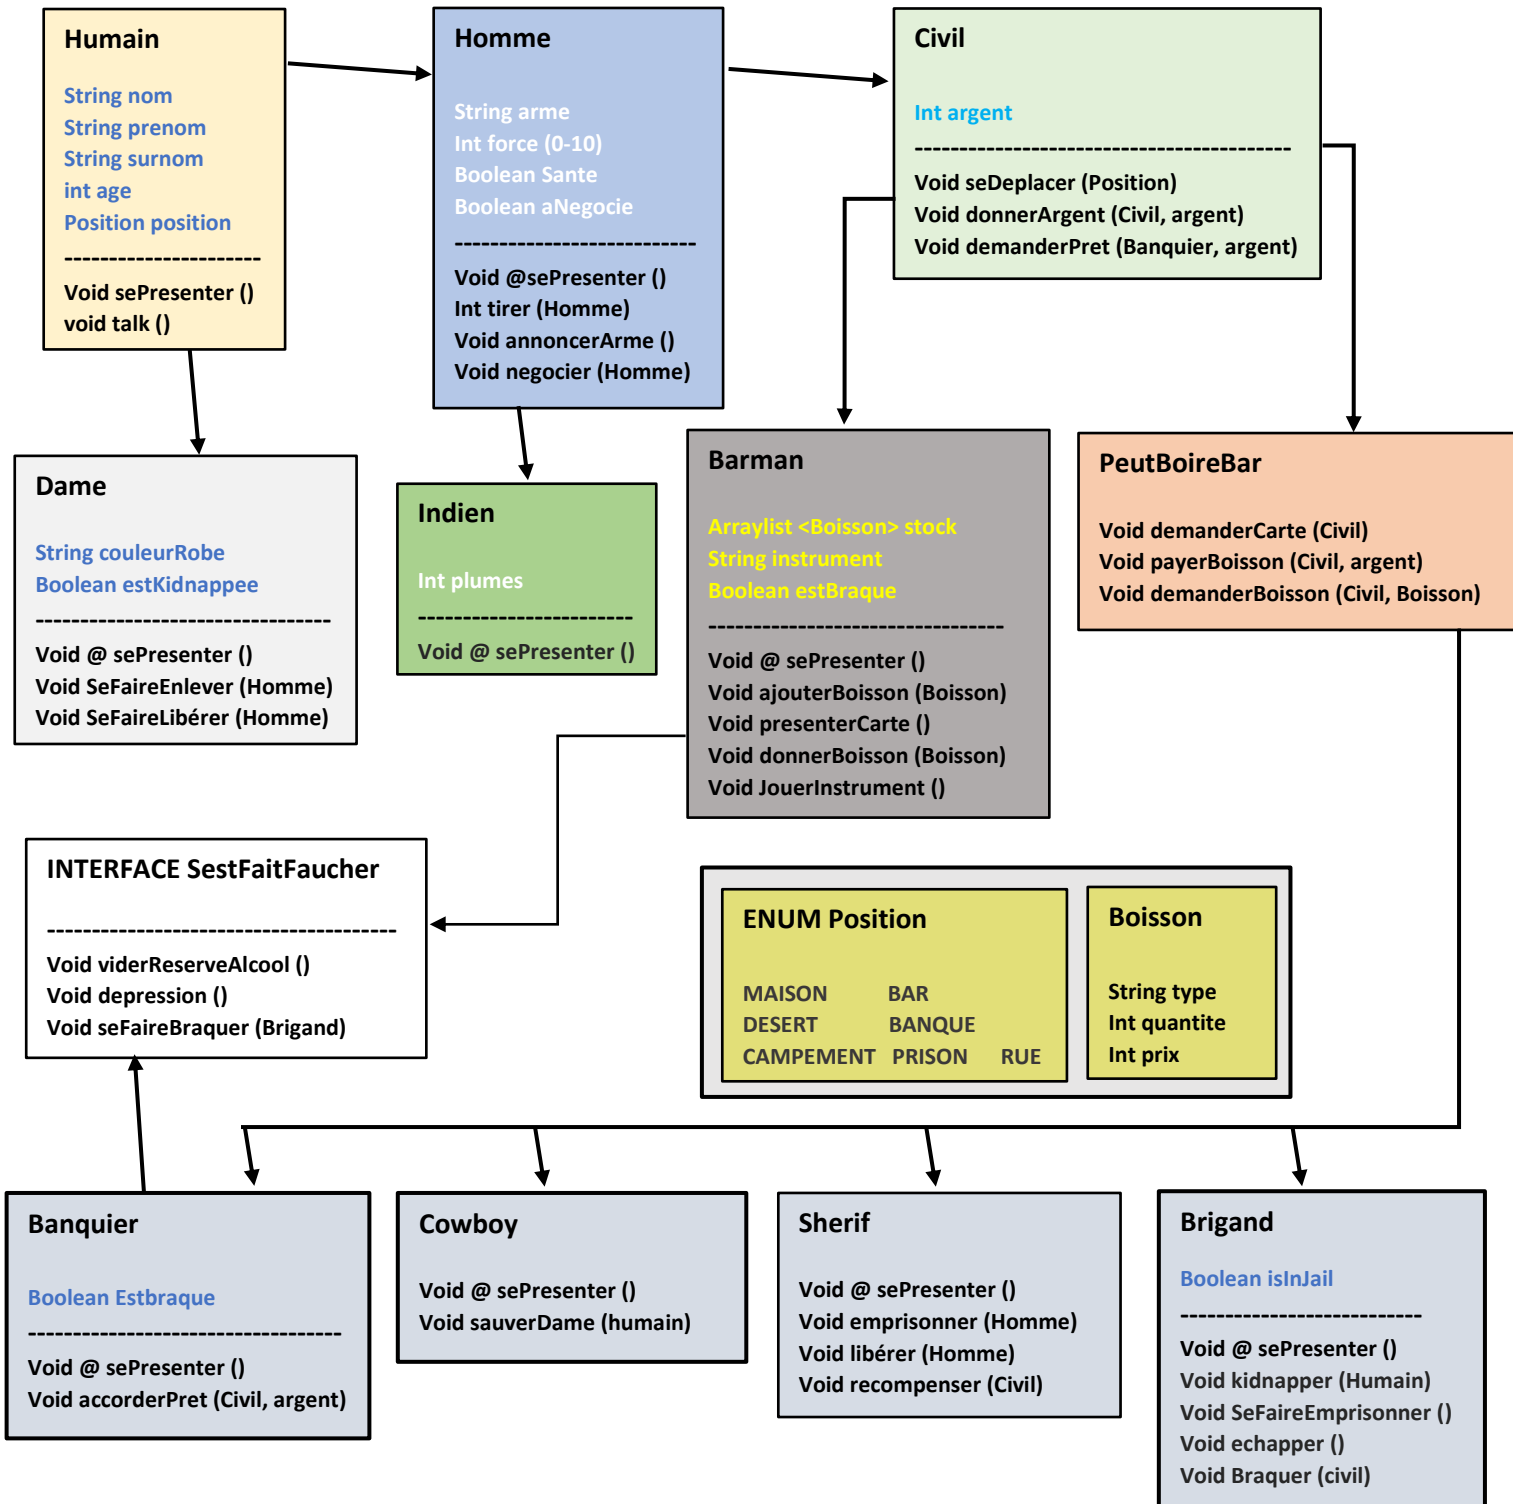 Humain
String nom
String prenom
String surnom
int age
Position position
----------------------
Void sePresenter ()
void talk ()
Homme
String arme
Int force (0-10)
Boolean Sante
Boolean aNegocie
---------------------------
Void @sePresenter ()
Int tirer (Homme)
Void annoncerArme ()
Void negocier (Homme)
Civil
Int argent
------------------------------------------
Void seDeplacer (Position)
Void donnerArgent (Civil, argent)
Void demanderPret (Banquier, argent)
Dame
String couleurRobe
Boolean estKidnappee
---------------------------------
Void @ sePresenter ()
Void SeFaireEnlever (Homme)
Void SeFaireLibérer (Homme)
Indien
Int plumes
------------------------
Void @ sePresenter ()
Barman
Arraylist <Boisson> stock
String instrument
Boolean estBraque
---------------------------------
Void @ sePresenter ()
Void ajouterBoisson (Boisson)
Void presenterCarte ()
Void donnerBoisson (Boisson)
Void JouerInstrument ()
PeutBoireBar
Void demanderCarte (Civil)
Void payerBoisson (Civil, argent)
Void demanderBoisson (Civil, Boisson)
INTERFACE SestFaitFaucher
---------------------------------------
Void viderReserveAlcool ()
Void depression ()
Void seFaireBraquer (Brigand)
ENUM Position
MAISON BAR
DESERT BANQUE
CAMPEMENT PRISON RUE
Boisson
String type
Int quantite
Int prix
Banquier
Boolean Estbraque
-----------------------------------
Void @ sePresenter ()
Void accorderPret (Civil, argent)
Cowboy
Void @ sePresenter ()
Void sauverDame (humain)
Sherif
Void @ sePresenter ()
Void emprisonner (Homme)
Void libérer (Homme)
Void recompenser (Civil)
Brigand
Boolean isInJail
---------------------------
Void @ sePresenter ()
Void kidnapper (Humain)
Void SeFaireEmprisonner ()
Void echapper ()
Void Braquer (civil)